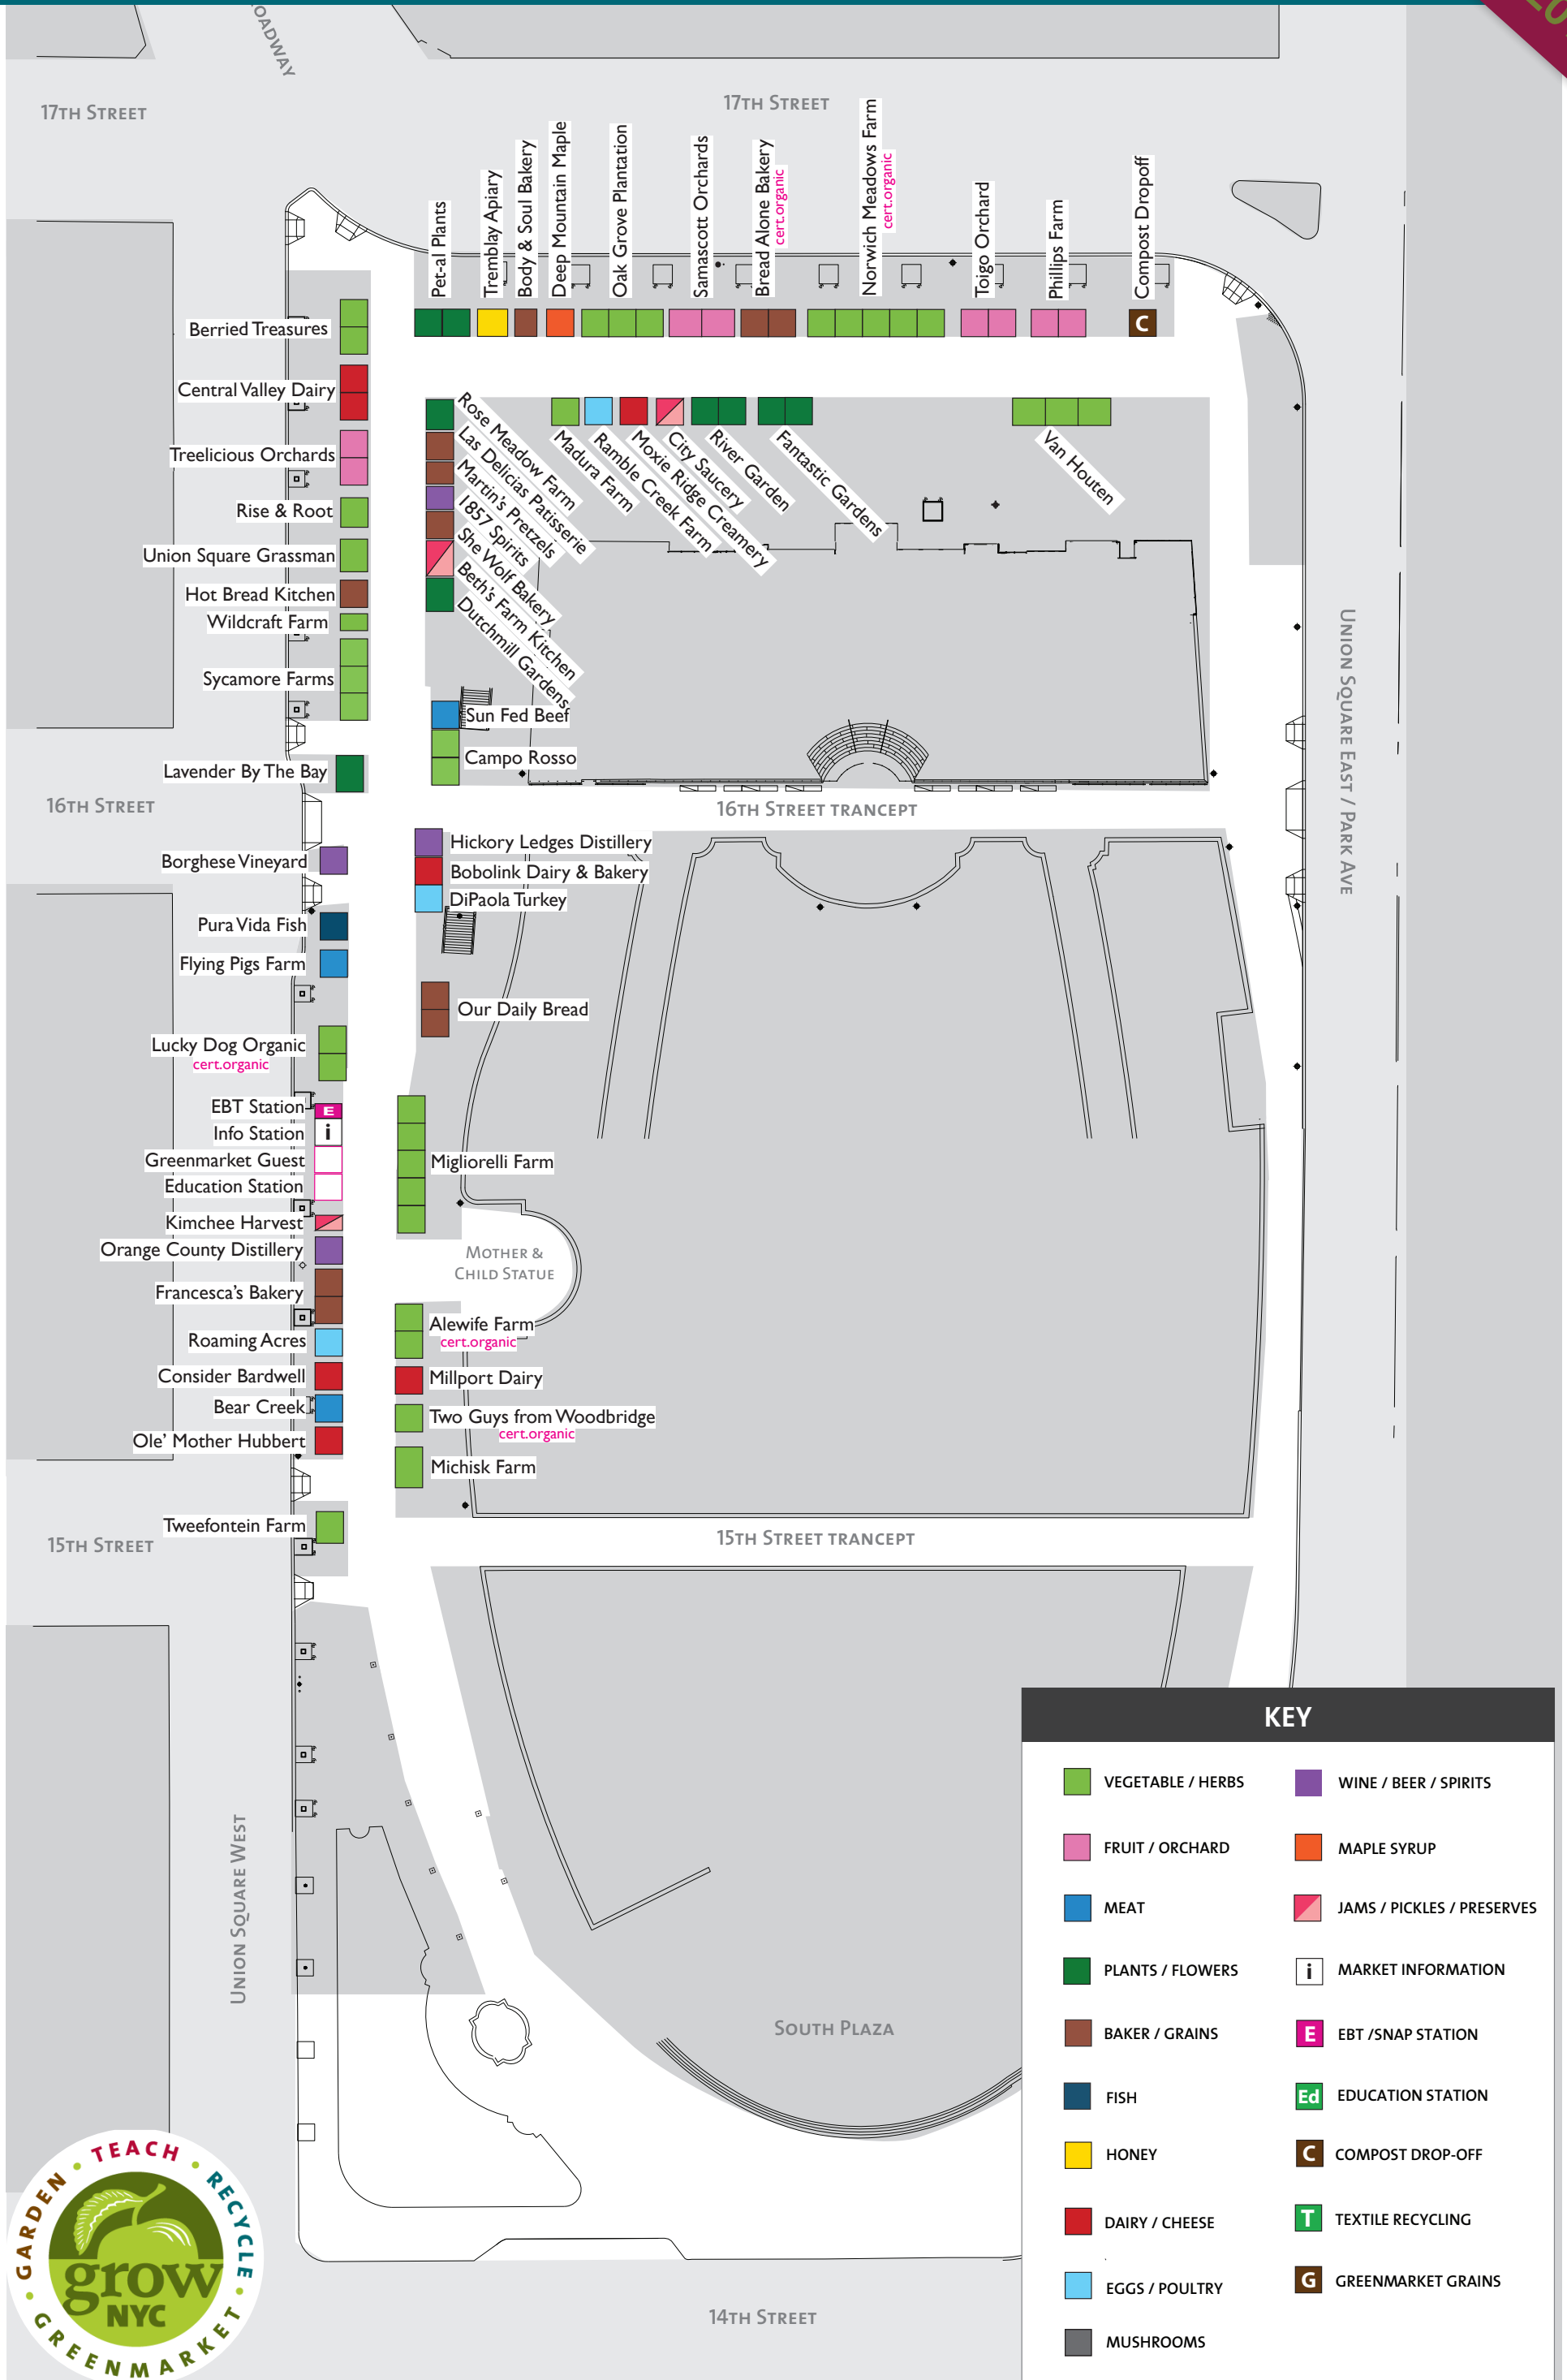 OADWAY
20
17TH STREET
17TH STREET
Pet-al Plants
Tremblay Apiary
Body & Soul Bakery
Deep Mountain Maple
Oak Grove Plantation
Samascott Orchards
Bread Alone Bakery
cert.organic
Norwich Meadows Farm
cert.organic
Toigo Orchard
Phillips Farm
Compost Dropoff
C
Berried Treasures
Central Valley Dairy
Treelicious Orchards
Rise & Root
Union Square Grassman
Hot Bread Kitchen
Wildcraft Farm
Sycamore Farms
Lavender By The Bay
Rose Meadow Farm
Las Delicias Patisserie
Martin's Pretzels
1857 Spirits
She Wolf Bakery
Beth's Farm Kitchen
Dutchmill Gardens
Madura Farm
Ramble Creek Farm
Moxie Ridge Creamery
City Saucery
River Garden
Fantastic Gardens
Van Houten
Sun Fed Beef
Campo Rosso
16TH STREET
16TH STREET TRANCEPT
UNION SQUARE EAST / PARK AVE
Borghese Vineyard
Pura Vida Fish
Flying Pigs Farm
Lucky Dog Organic
cert.organic
EBT Station
E
Info Station
i
Greenmarket Guest
Education Station
Kimchee Harvest
Orange County Distillery
Francesca's Bakery
Roaming Acres
Consider Bardwell
Bear Creek
Ole' Mother Hubbert
Tweefontein Farm
Hickory Ledges Distillery
Bobolink Dairy & Bakery
DiPaola Turkey
Our Daily Bread
Migliorelli Farm
MOTHER &
CHILD STATUE
Alewife Farm
cert.organic
Millport Dairy
Two Guys from Woodbridge
cert.organic
Michisk Farm
15TH STREET
15TH STREET TRANCEPT
UNION SQUARE WEST
SOUTH PLAZA
14TH STREET
KEY
VEGETABLE / HERBS
FRUIT / ORCHARD
MEAT
PLANTS / FLOWERS
BAKER / GRAINS
FISH
HONEY
DAIRY / CHEESE
EGGS / POULTRY
MUSHROOMS
WINE / BEER / SPIRITS
MAPLE SYRUP
JAMS / PICKLES / PRESERVES
i MARKET INFORMATION
E EBT /SNAP STATION
Ed EDUCATION STATION
C COMPOST DROP-OFF
T TEXTILE RECYCLING
G GREENMARKET GRAINS
GARDEN • TEACH • RECYCLE • GREENMARKET •
grow
NYC